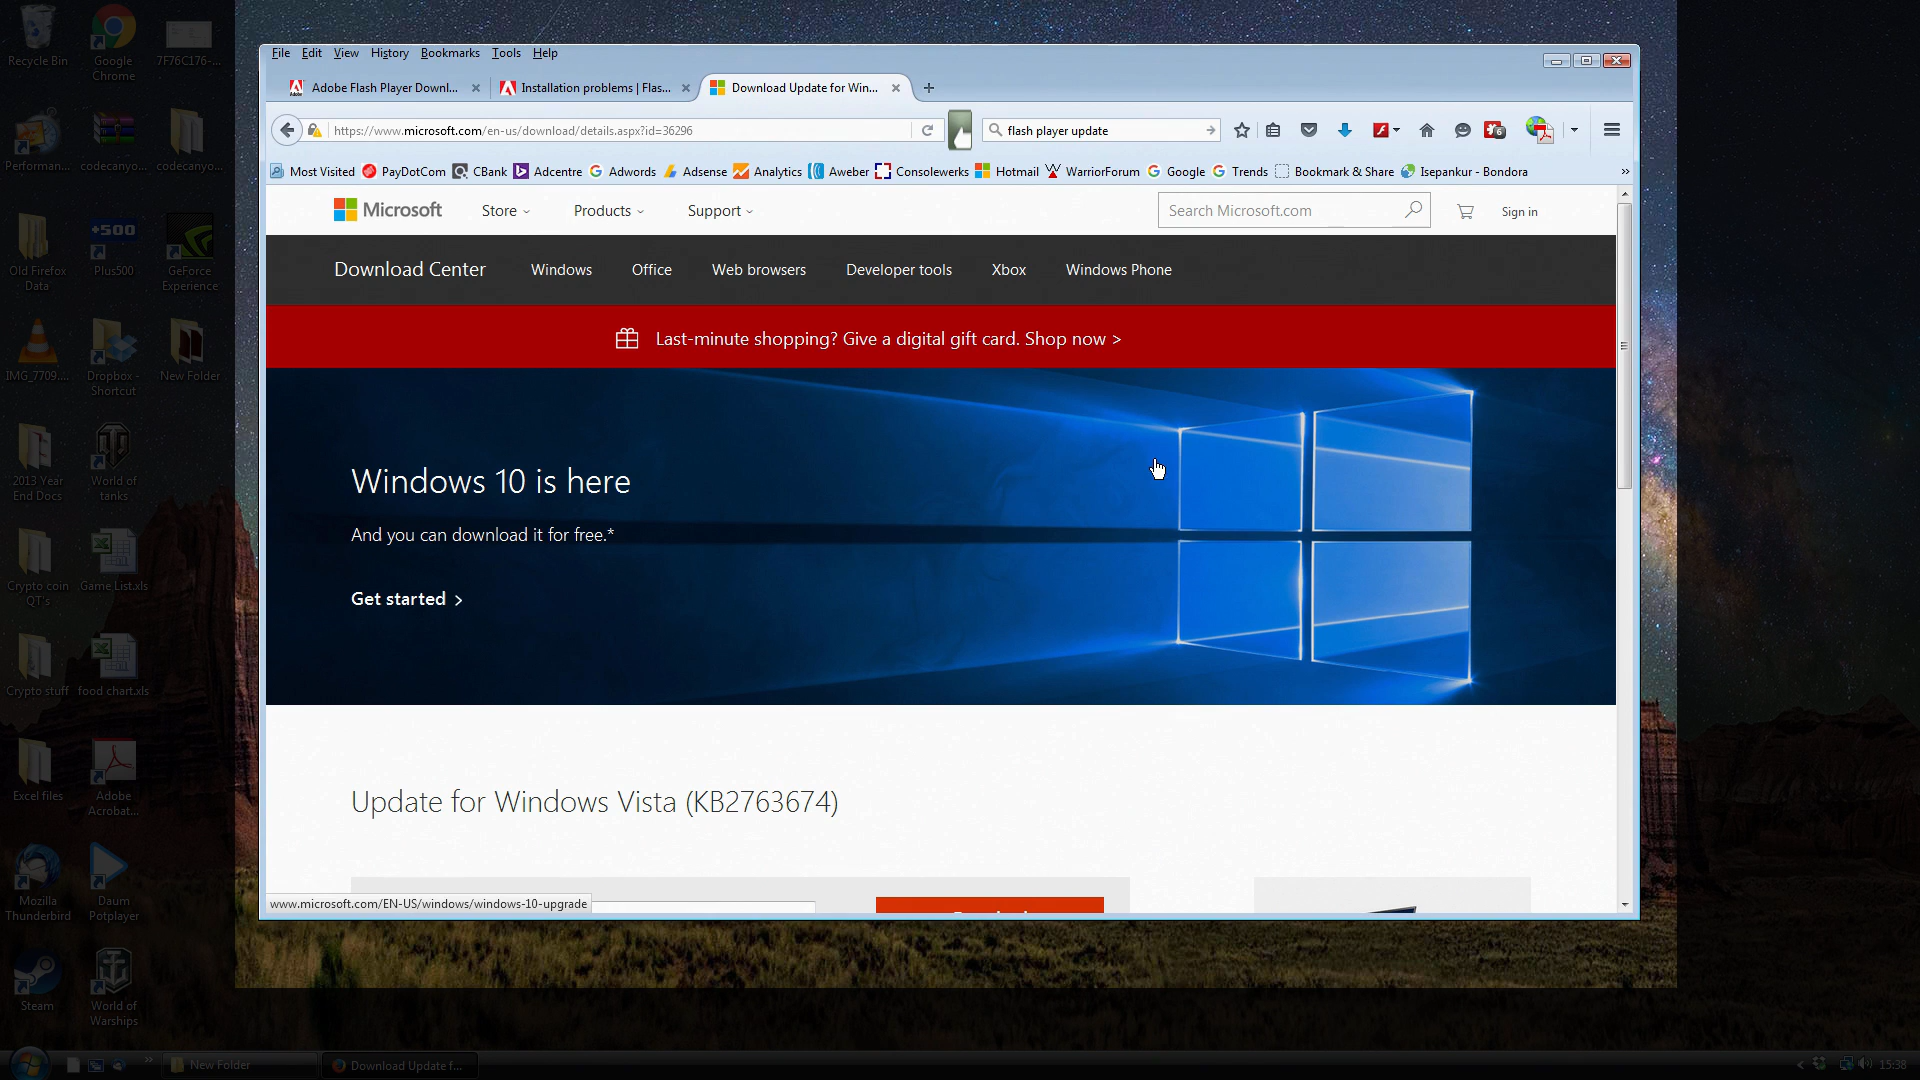 File Edit View History Bookmarks Tools Help
Adobe Flash Player Downl... Installation problems | Flas... Download Update for Win...
https://www.microsoft.com/en-us/download/details.aspx?id=36296
flash player update
6
Most Visited PayDotCom CBank Adcentre Adwords Adsense Analytics Aweber Consolewerks Hotmail WarriorForum Google Trends Bookmark & Share Isepankur - Bondora
Microsoft Store Products Support
Search Microsoft.com
Sign in
Download Center Windows Office Web browsers Developer tools Xbox Windows Phone
Last-minute shopping? Give a digital gift card. Shop now >
Windows 10 is here
And you can download it for free.*
Get started >
Update for Windows Vista (KB2763674)
www.microsoft.com/EN-US/windows/windows-10-upgrade
Recycle Bin
Google
Chrome
7F76C176-...
Performan...
codecanyo...
codecanyo...
Old Firefox
Data
+500
Plus500
GeForce
Experience
IMG_7709....
Dropbox -
Shortcut
New Folder
2013 Year
End Docs
World of
tanks
Crypto coin
QT's
Game List.xls
Crypto stuff
food chart.xls
Excel files
Adobe
Acrobat...
Mozilla
Thunderbird
Daum
Potplayer
Steam
World of
Warships
New Folder
Download Update f...
15:38